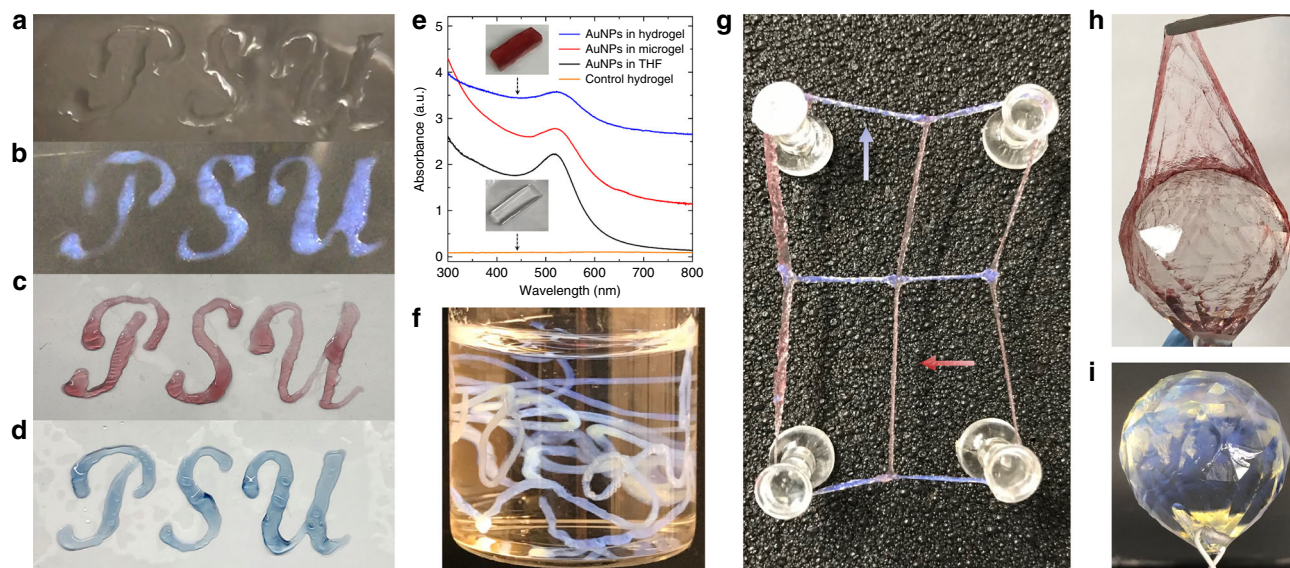 a
PSU
b
PSU
c
PSU
d
PSU
e
AuNPs in hydrogel
AuNPs in microgel
AuNPs in THF
Control hydrogel
Absorbance (a.u.)
5
4
3
2
1
0
300 400 500 600 700 800
Wavelength (nm)
f
g
h
i